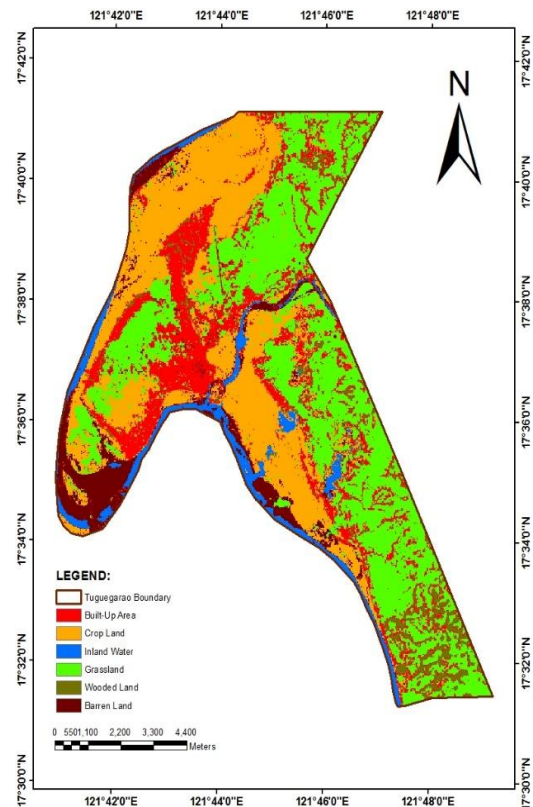 121°42'0"E 121°44'0"E 121°46'0"E 121°48'0"E
17°42'0"N 17°42'0"N
N
17°40'0"N 17°40'0"N
17°38'0"N 17°38'0"N
17°36'0"N 17°36'0"N
17°34'0"N 17°34'0"N
LEGEND:
Tuguegarao Boundary
Built-Up Area
Crop Land
Inland Water
Grassland
Wooded Land
Barren Land
17°32'0"N 17°32'0"N
0 5501,100 2,200 3,300 4,400
Meters
17°30'0"N 17°30'0"N
121°42'0"E 121°44'0"E 121°46'0"E 121°48'0"E